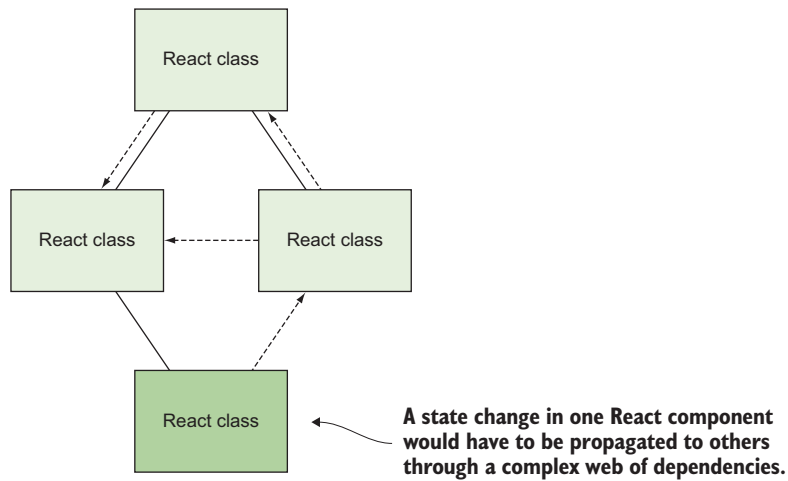 React class
React class
React class
React class
A state change in one React component
would have to be propagated to others
through a complex web of dependencies.